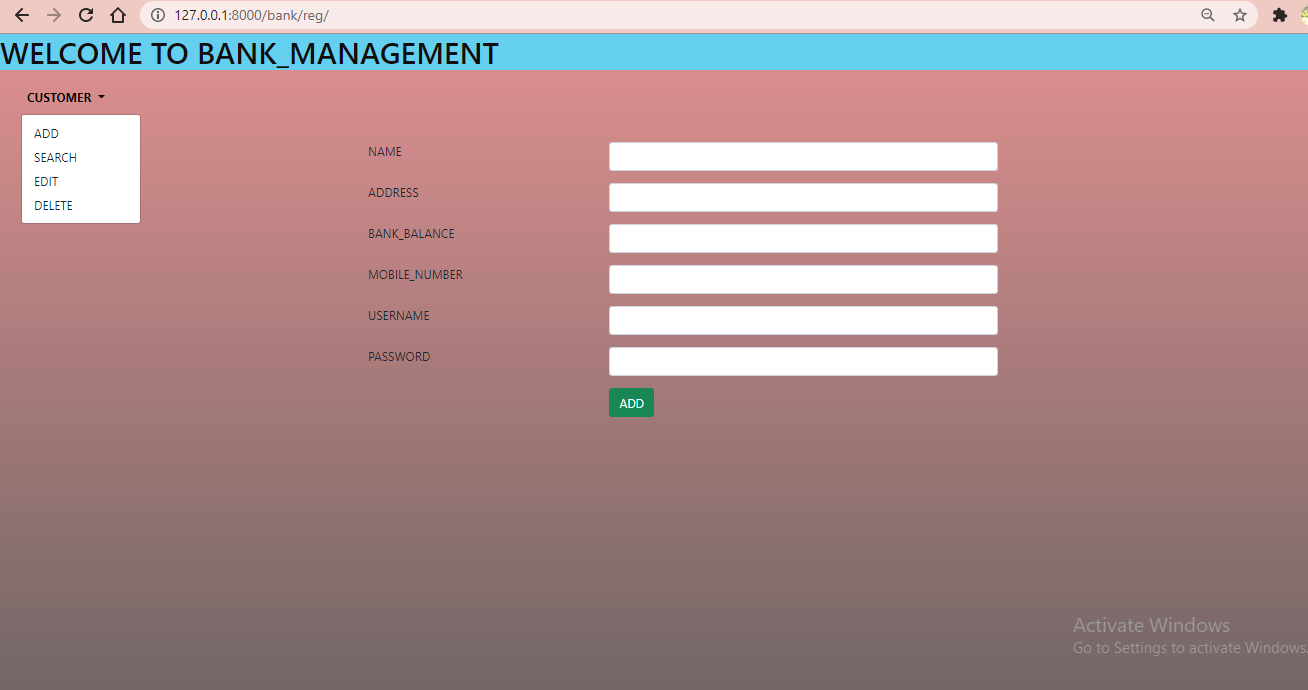 127.0.0.1:8000/bank/reg/
WELCOME TO BANK_MANAGEMENT
CUSTOMER
ADD
SEARCH
EDIT
DELETE
NAME
ADDRESS
BANK_BALANCE
MOBILE_NUMBER
USERNAME
PASSWORD
ADD
Activate Windows
Go to Settings to activate Windows.